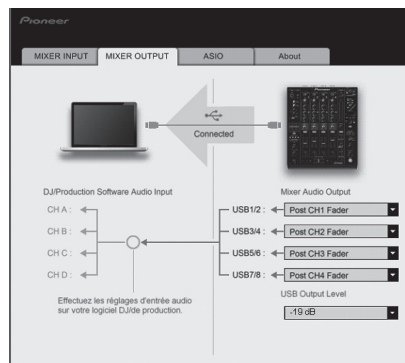 Pioneer
MIXER INPUT MIXER OUTPUT ASIO About
Connected
Pioneer
DJ/Production Software Audio Input
Mixer Audio Output
CH A :
CH B :
CH C :
CH D :
USB1/2 : Post CH1 Fader
USB3/4 : Post CH2 Fader
USB5/6 : Post CH3 Fader
USB7/8 : Post CH4 Fader
Effectuez les réglages d'entrée audio
sur votre logiciel DJ/de production.
USB Output Level
-19 dB